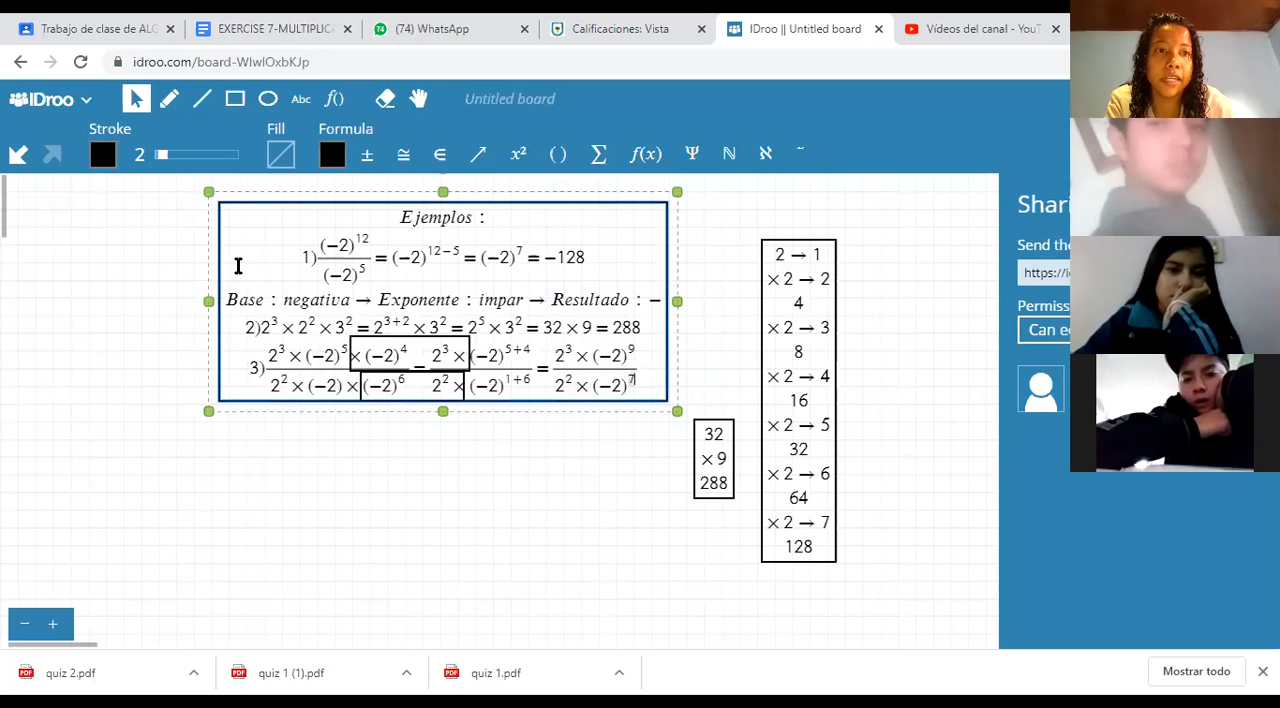 Trabajo de clase de ALG
EXERCISE 7-MULTIPLIC
(74) WhatsApp
Calificaciones: Vista
IDroo || Untitled board
Vídeos del canal - YouT
idroo.com/board-WIwIOxbKJp
IDroo
Abc
f()
Untitled board
Stroke
Fill
Formula
2
± ≅ ∈ x² ( ) ∑ f(x) Ψ ℕ ℵ ~
Ejemplos :
1) (−2)^12 / (−2)^5 = (−2)^12−5 = (−2)^7 = −128
Base : negativa → Exponente : impar → Resultado : −
2)2^3 × 2^2 × 3^2 = 2^3+2 × 3^2 = 2^5 × 3^2 = 32 × 9 = 288
3) 2^3 × (−2)^5 × (−2)^4 / 2^2 × (−2) × (−2)^6 = 2^3 × (−2)^5+4 / 2^2 × (−2)^1+6 = 2^3 × (−2)^9 / 2^2 × (−2)^7
32
× 9
288
2 → 1
× 2 → 2
4
× 2 → 3
8
× 2 → 4
16
× 2 → 5
32
× 2 → 6
64
× 2 → 7
128
Send the
https://i
Can e
quiz 2.pdf
quiz 1 (1).pdf
quiz 1.pdf
Mostrar todo